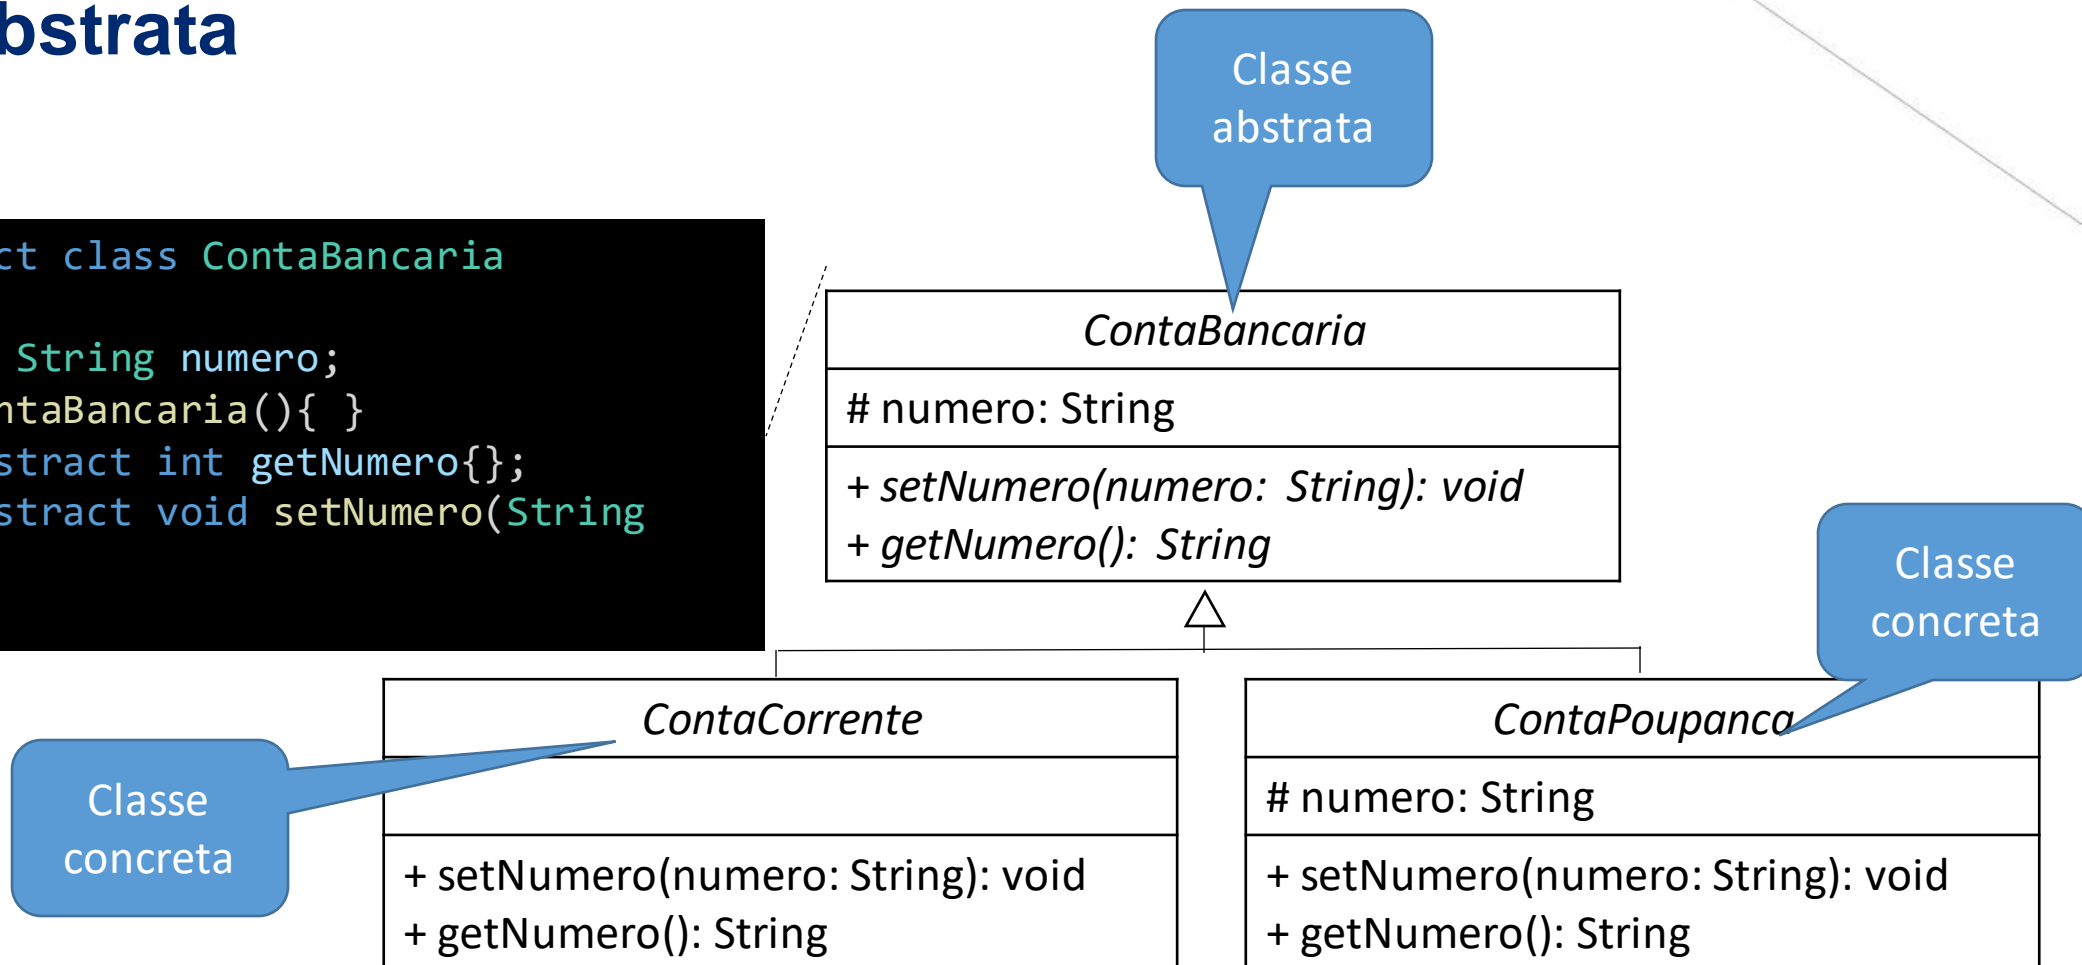 bstrata
Classe
abstrata
ct class ContaBancaria
String numero;
ntaBancaria(){ }
stract int getNumero{};
stract void setNumero(String
ContaBancaria
# numero: String
+ setNumero(numero: String): void
+ getNumero(): String
Classe
concreta
ContaCorrente
+ setNumero(numero: String): void
+ getNumero(): String
Classe
concreta
ContaPoupanca
# numero: String
+ setNumero(numero: String): void
+ getNumero(): String